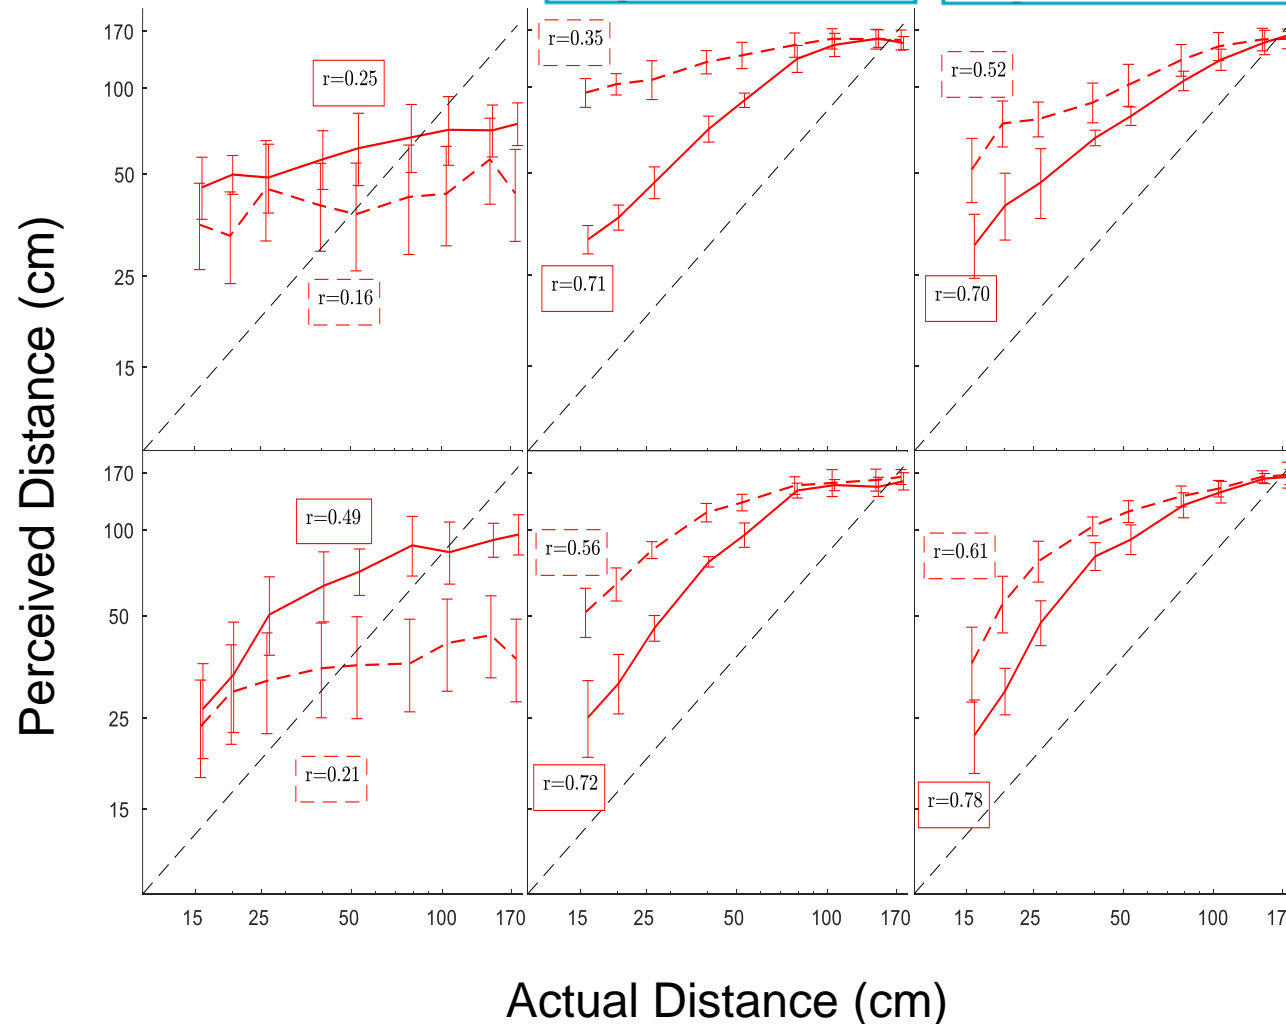 170
100
50
25
15
r=0.25
r=0.16
r=0.35
r=0.71
r=0.52
r=0.70
170
100
50
25
15
r=0.49
r=0.21
r=0.56
r=0.72
r=0.61
r=0.78
15 25 50 100 170
15 25 50 100 170
15 25 50 100 17
Perceived Distance (cm)
Actual Distance (cm)